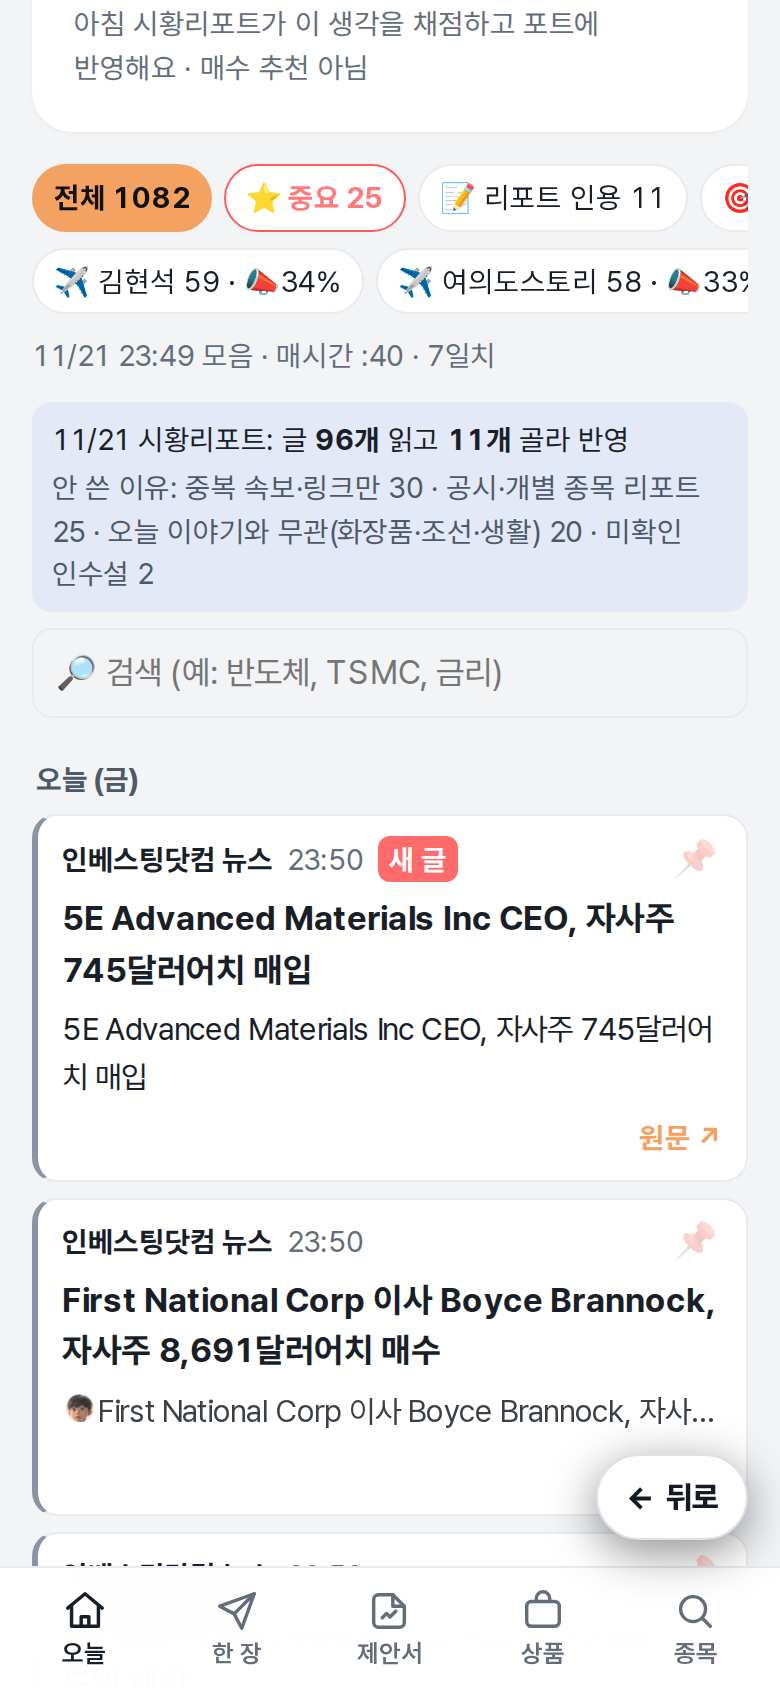 아침 시황리포트가 이 생각을 채점하고 포트에
반영해요 · 매수 추천 아님
전체 1082
중요 25
리포트 인용 11
김현석 59 · 34%
여의도스토리 58 · 33%
11/21 23:49 모음 · 매시간 :40 · 7일치
11/21 시황리포트: 글 96개 읽고 11개 골라 반영
안 쓴 이유: 중복 속보·링크만 30 · 공시·개별 종목 리포트
25 · 오늘 이야기와 무관(화장품·조선·생활) 20 · 미확인
인수설 2
검색 (예: 반도체, TSMC, 금리)
오늘 (금)
인베스팅닷컴 뉴스 23:50 새 글
5E Advanced Materials Inc CEO, 자사주
745달러어치 매입
5E Advanced Materials Inc CEO, 자사주 745달러어
치 매입
원문 ↗
인베스팅닷컴 뉴스 23:50
First National Corp 이사 Boyce Brannock,
자사주 8,691달러어치 매수
First National Corp 이사 Boyce Brannock, 자사...
← 뒤로
오늘
한 장
제안서
상품
종목